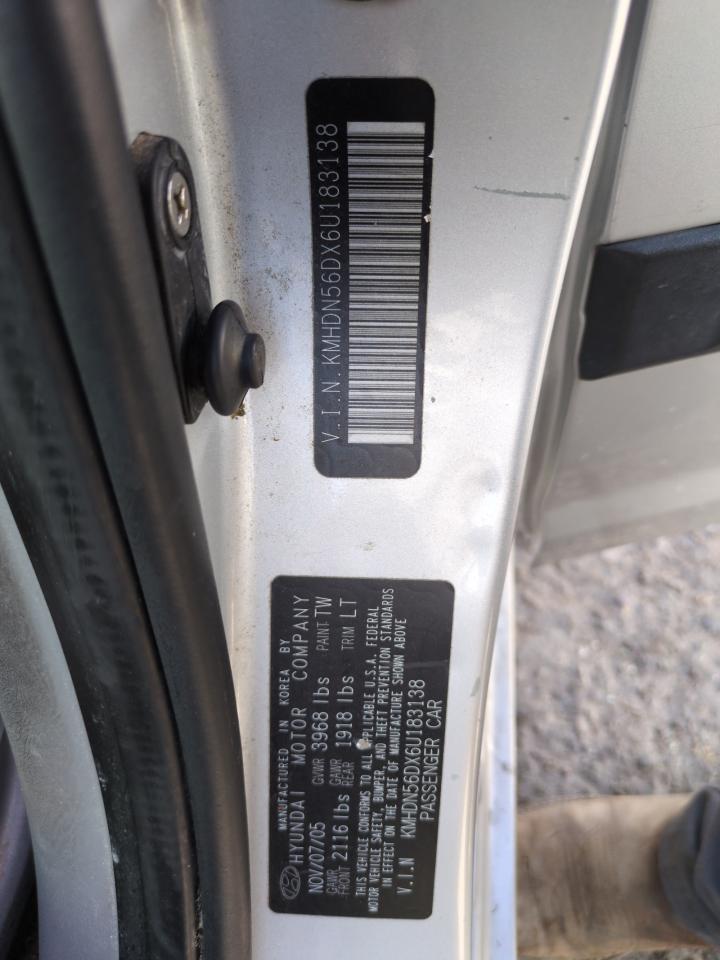 V.I.N. KMHDN56DX6U183138
MANUFACTURED IN KOREA BY
HYUNDAI MOTOR COMPANY
NOV/07/05 GVWR 3968 lbs PAINT TW
GAWR FRONT 2116 lbs GAWR REAR 1918 lbs TRIM LT
THIS VEHICLE CONFORMS TO ALL APPLICABLE U.S.A. FEDERAL
MOTOR VEHICLE SAFETY, BUMPER, AND THEFT PREVENTION STANDARDS
IN EFFECT ON THE DATE OF MANUFACTURE SHOWN ABOVE
V.I.N KMHDN56DX6U183138
PASSENGER CAR